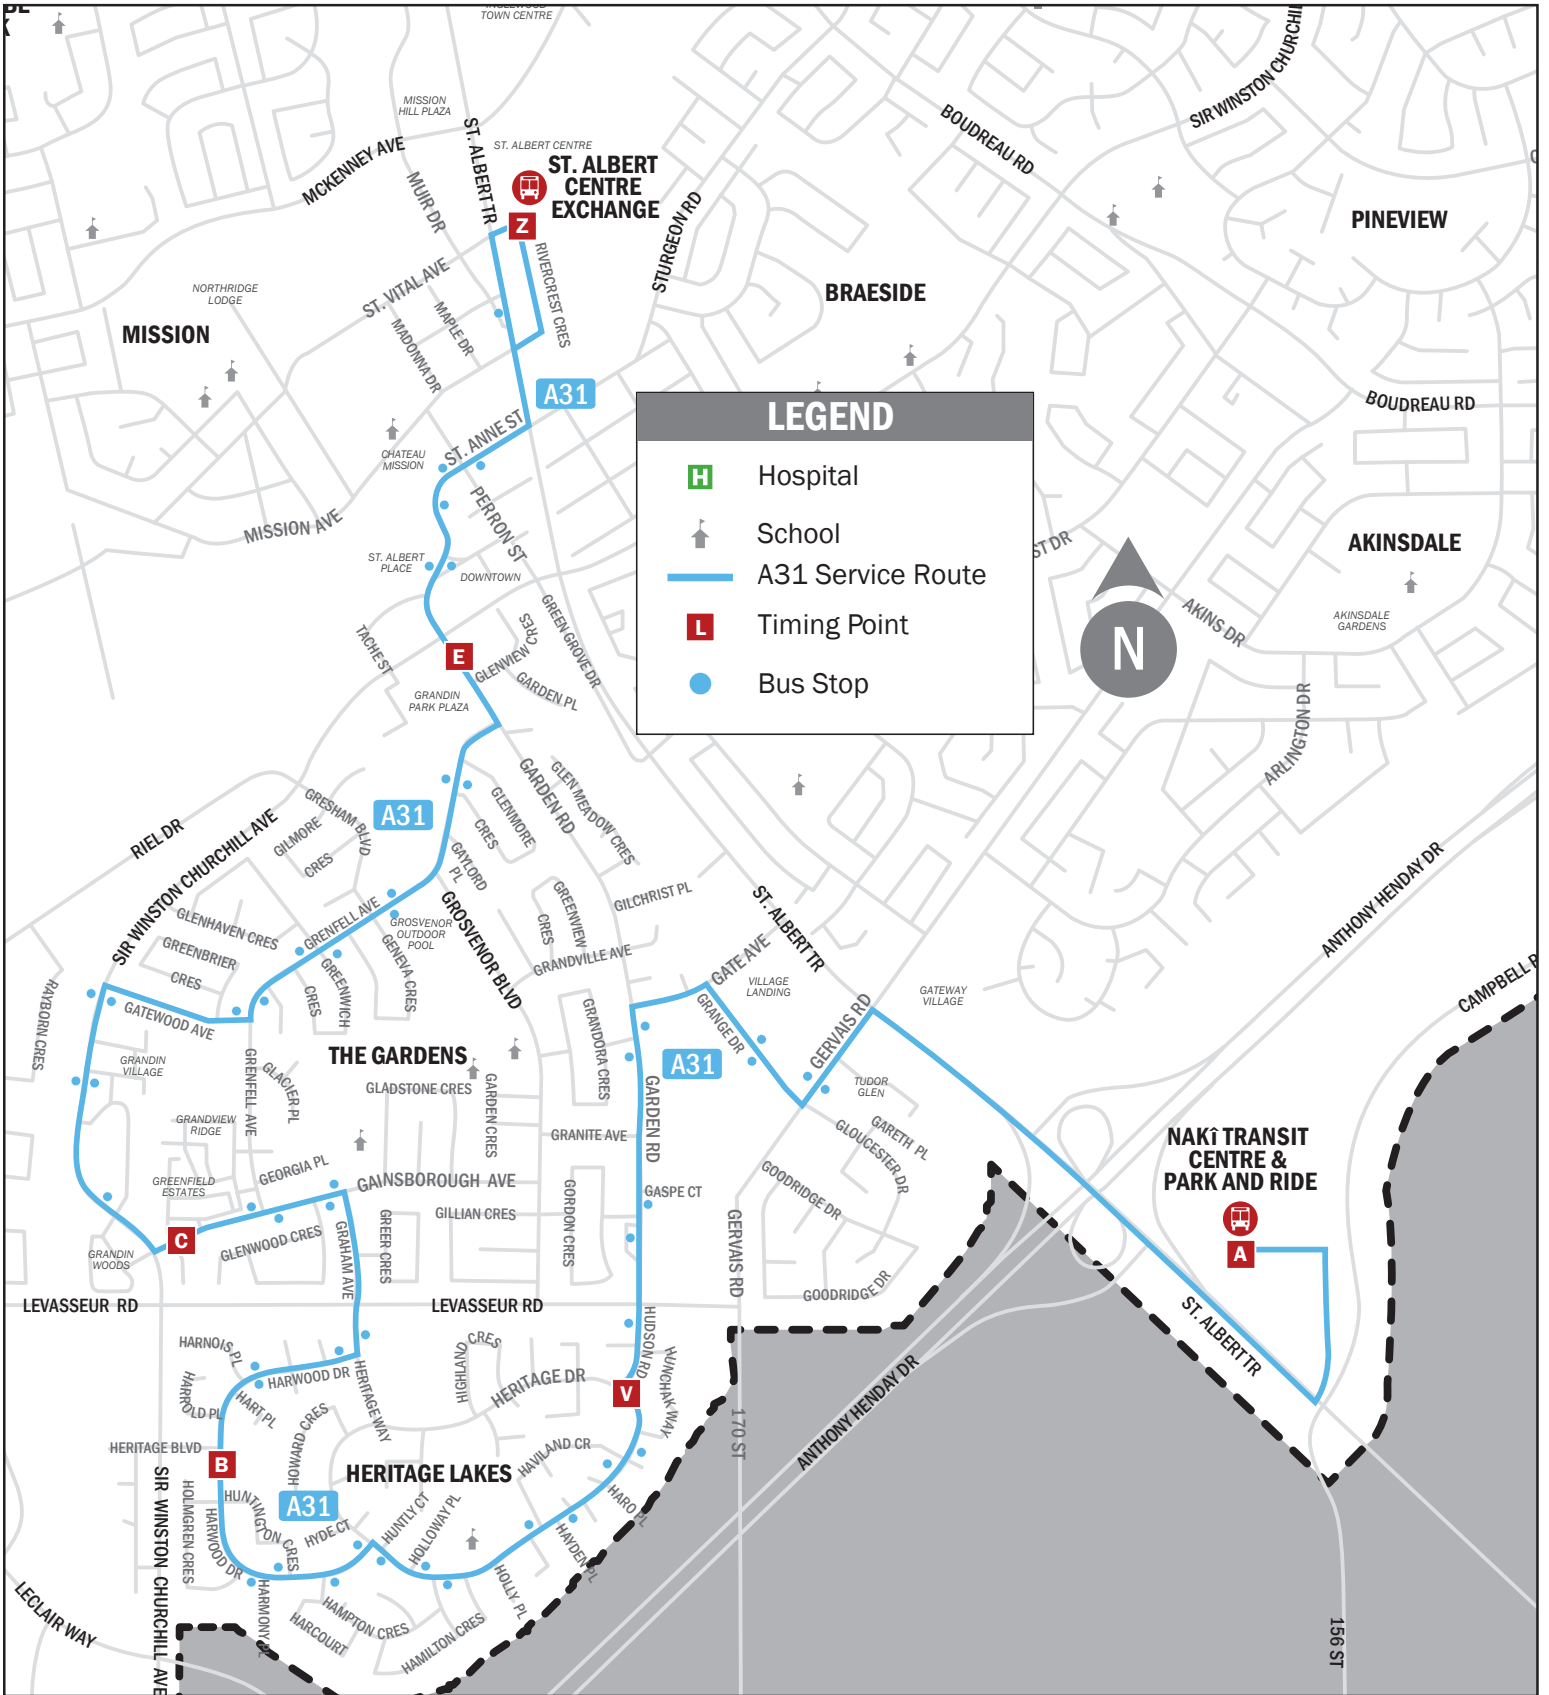 TOWN CENTRE
MISSION
HILL PLAZA
ST. ALBERT TR
ST. ALBERT CENTRE
ST. ALBERT
CENTRE
EXCHANGE
Z
MCKENNEY AVE
MUIR DR
RIVERCREST CRES
STURGEON RD
BOUDREAU RD
SIR WINSTON CHURCHI
PINEVIEW
BRAESIDE
NORTHRIDGE
LODGE
ST. VITAL AVE
MAPLE DR
MADONNA DR
MISSION
A31
CHATEAU
MISSION
ST. ANNE ST
PERRON ST
MISSION AVE
ST. ALBERT
PLACE
DOWNTOWN
LEGEND
H
Hospital
School
A31 Service Route
L
Timing Point
Bus Stop
BOUDREAU RD
AKINSDALE
ST DR
N
AKINS DR
AKINSDALE
GARDENS
ARLINGTON DR
TACHE ST
E
GLENVIEW
CRES
GREEN GROVE DR
GARDEN PL
GRANDIN
PARK PLAZA
GARDEN RD
GLEN MEADOW CRES
GLENMORE
CRES
A31
GRESHAM BLVD
GILMORE
CRES
RIEL DR
SIR WINSTON CHURCHILL AVE
GAYLORD
PL
GROSVENOR BLVD
GREENVIEW
CRES
GILCHRIST PL
GRANDVILLE AVE
GLENHAVEN CRES
GREENBRIER
CRES
GRENFELL AVE
GROSVENOR
OUTDOOR
POOL
GENEVA CRES
GREENWICH
CRES
RAYBORN CRES
GATEWOOD AVE
ST. ALBERT TR
GATE AVE
VILLAGE
LANDING
GRANGE DR
GERVAIS RD
GATEWAY
VILLAGE
ANTHONY HENDAY DR
THE GARDENS
GRANDIN
VILLAGE
GRENFELL AVE
GLACIER PL
GLADSTONE CRES
GARDEN CRES
GRANDORA CRES
A31
GARDEN RD
TUDOR
GLEN
GARETH PL
GLOUCESTER DR
GRANDVIEW
RIDGE
GRANITE AVE
GEORGIA PL
GAINSBOROUGH AVE
GREENFIELD
ESTATES
GASPE CT
GOODRIDGE DR
NAKÎ TRANSIT
CENTRE &
PARK AND RIDE
A
C
GRANDIN
WOODS
GLENWOOD CRES
GRAHAM AVE
GREER CRES
GILLIAN CRES
GORDON CRES
GERVAIS RD
GOODRIDGE DR
LEVASSEUR RD
LEVASSEUR RD
ST. ALBERT TR
HUDSON RD
HUNCHAK WAY
HARNOIS PL
HARWOOD DR
HERITAGE WAY
HIGHLAND
CRES
HERITAGE DR
V
HARROLD PL
HART PL
HOWARD CRES
ANTHONY HENDAY DR
170 ST
HERITAGE BLVD
B
HERITAGE LAKES
HAVILAND CR
HARO PL
HOLMGREN CRES
HARWOOD DR
HUNTINGTON CRES
A31
HYDE CT
HUNTLY CT
HOLLOWAY PL
HAYDEN PL
HOLLY PL
SIR WINSTON CHURCHILL AVE
HARMONY PL
HARCOURT
HAMPTON CRES
HAMILTON CRES
LECLAIR WAY
156 ST